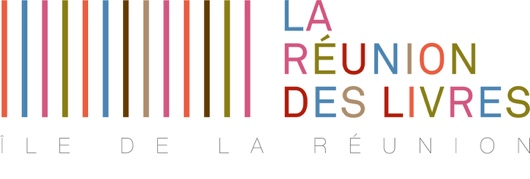 LA
RÉUNION
DES LIVRES
ÎLE DE LA RÉUNION